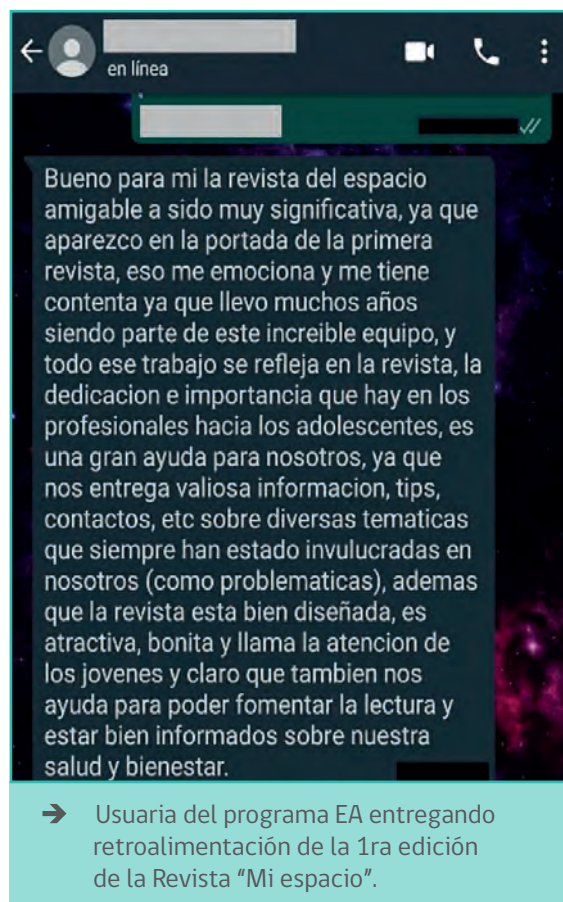 en línea
Bueno para mi la revista del espacio
amigable a sido muy significativa, ya que
aparezco en la portada de la primera
revista, eso me emociona y me tiene
contenta ya que llevo muchos años
siendo parte de este increible equipo, y
todo ese trabajo se refleja en la revista, la
dedicacion e importancia que hay en los
profesionales hacia los adolescentes, es
una gran ayuda para nosotros, ya que
nos entrega valiosa informacion, tips,
contactos, etc sobre diversas tematicas
que siempre han estado invulucradas en
nosotros (como problematicas), ademas
que la revista esta bien diseñada, es
atractiva, bonita y llama la atencion de
los jovenes y claro que tambien nos
ayuda para poder fomentar la lectura y
estar bien informados sobre nuestra
salud y bienestar.
➔ Usuaria del programa EA entregando
retroalimentación de la 1ra edición
de la Revista “Mi espacio”.